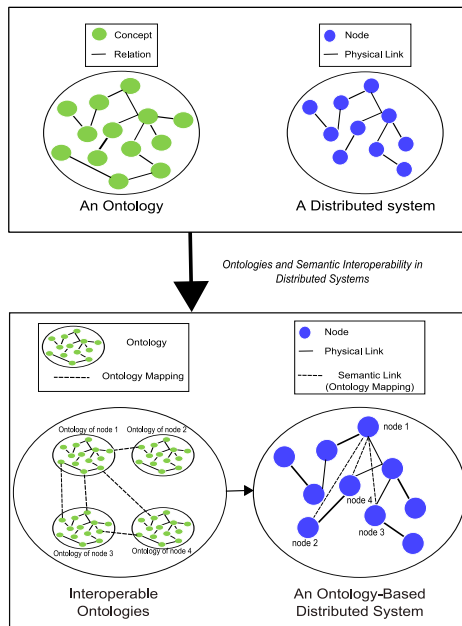 Concept
Relation
Node
Physical Link
An Ontology
A Distributed system
Ontologies and Semantic Interoperability in
Distributed Systems
Ontology
Ontology Mapping
Node
Physical Link
Semantic Link
(Ontology Mapping)
Ontology of node 1
Ontology of node 2
Ontology of node 3
Ontology of node 4
node 1
node 4
node 2
node 3
Interoperable
Ontologies
An Ontology-Based
Distributed System